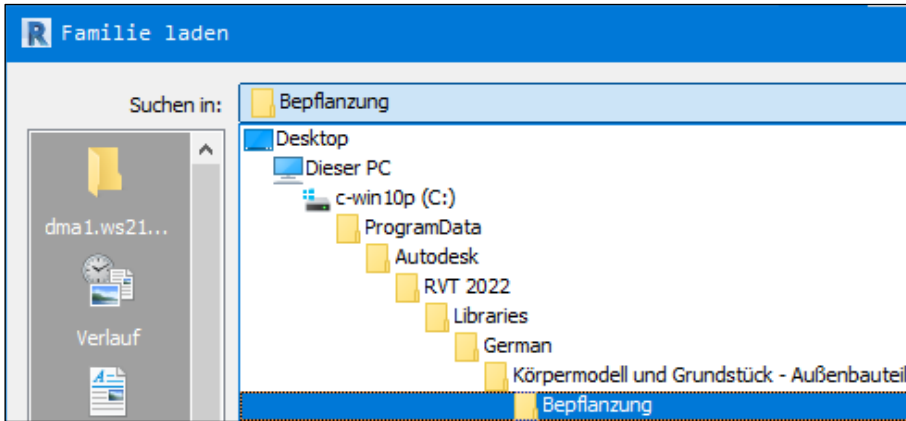 R Familie laden
Suchen in: Bepflanzung
Desktop
Dieser PC
c-win10p (C:)
dma1.ws21...
ProgramData
Autodesk
RVT 2022
Libraries
Verlauf
German
Körpermodell und Grundstück - Außenbauteil
Bepflanzung